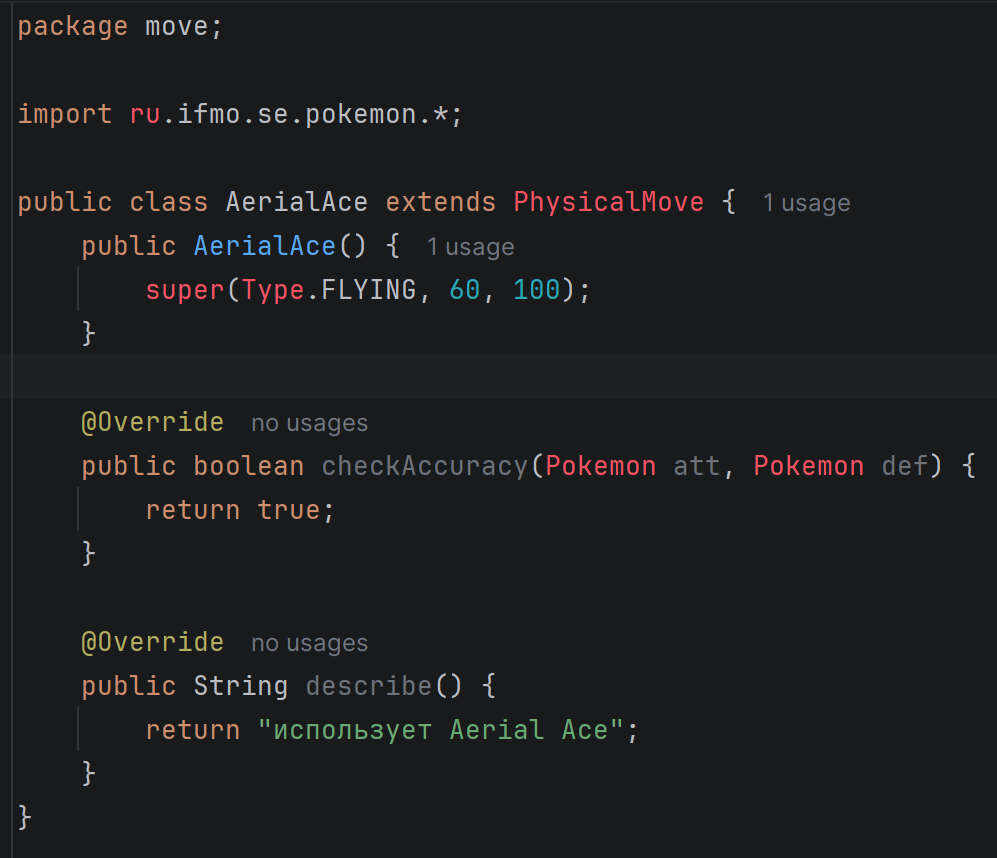 package move;
import ru.ifmo.se.pokemon.*;
public class AerialAce extends PhysicalMove { 1 usage
    public AerialAce() { 1 usage
        super(Type.FLYING, 60, 100);
    }
    @Override no usages
    public boolean checkAccuracy(Pokemon att, Pokemon def) {
        return true;
    }
    @Override no usages
    public String describe() {
        return "использует Aerial Ace";
    }
}